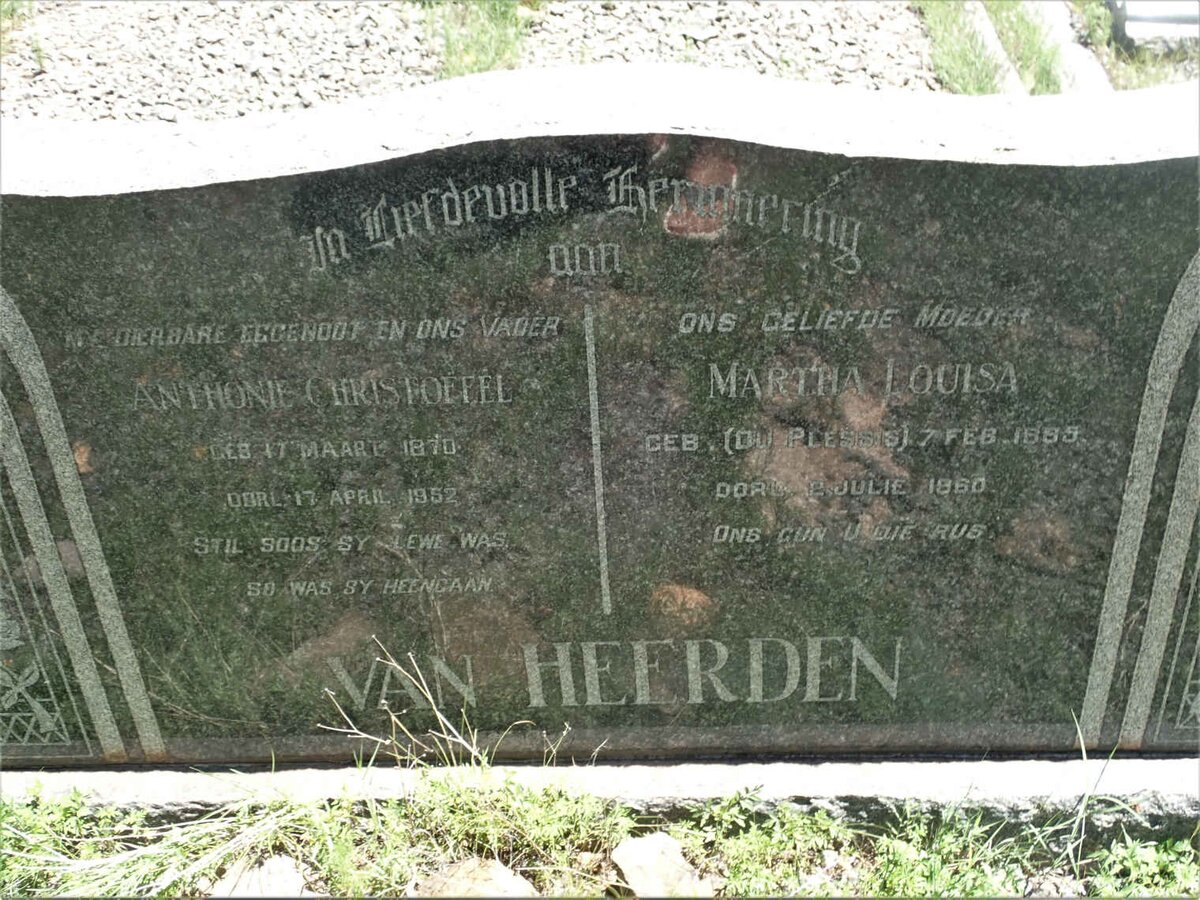 In Liefdevolle Herinnering
aan
MY DIERBARE EGGENOOT EN ONS VADER
ANTHONIE CHRISTOFFEL
GEB. 17 MAART 1870
OORL. 17 APRIL 1952
STIL SOOS SY LEWE WAS,
SO WAS SY HEENGAAN.
ONS GELIEFDE MOEDER
MARTHA LOUISA
GEB. (DU PLESSIS). 7 FEB.
OORL. JULIE 1960
ONS GUN U DIE RUS.
VAN HEERDEN